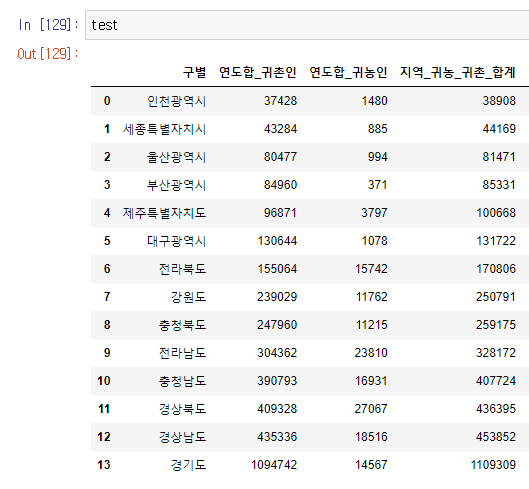 In [129]: test
Out[129]:
구별 연도합_귀촌인 연도합_귀농인 지역_귀농_귀촌_합계
0 인천광역시 37428 1480 38908
1 세종특별자치시 43284 885 44169
2 울산광역시 80477 994 81471
3 부산광역시 84960 371 85331
4 제주특별자치도 96871 3797 100668
5 대구광역시 130644 1078 131722
6 전라북도 155064 15742 170806
7 강원도 239029 11762 250791
8 충청북도 247960 11215 259175
9 전라남도 304362 23810 328172
10 충청남도 390793 16931 407724
11 경상북도 409328 27067 436395
12 경상남도 435336 18516 453852
13 경기도 1094742 14567 1109309